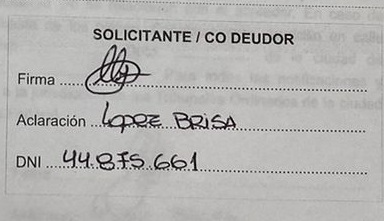 SOLICITANTE / CO DEUDOR
Firma
Aclaración Lopez BRISA
DNI 44.875.661